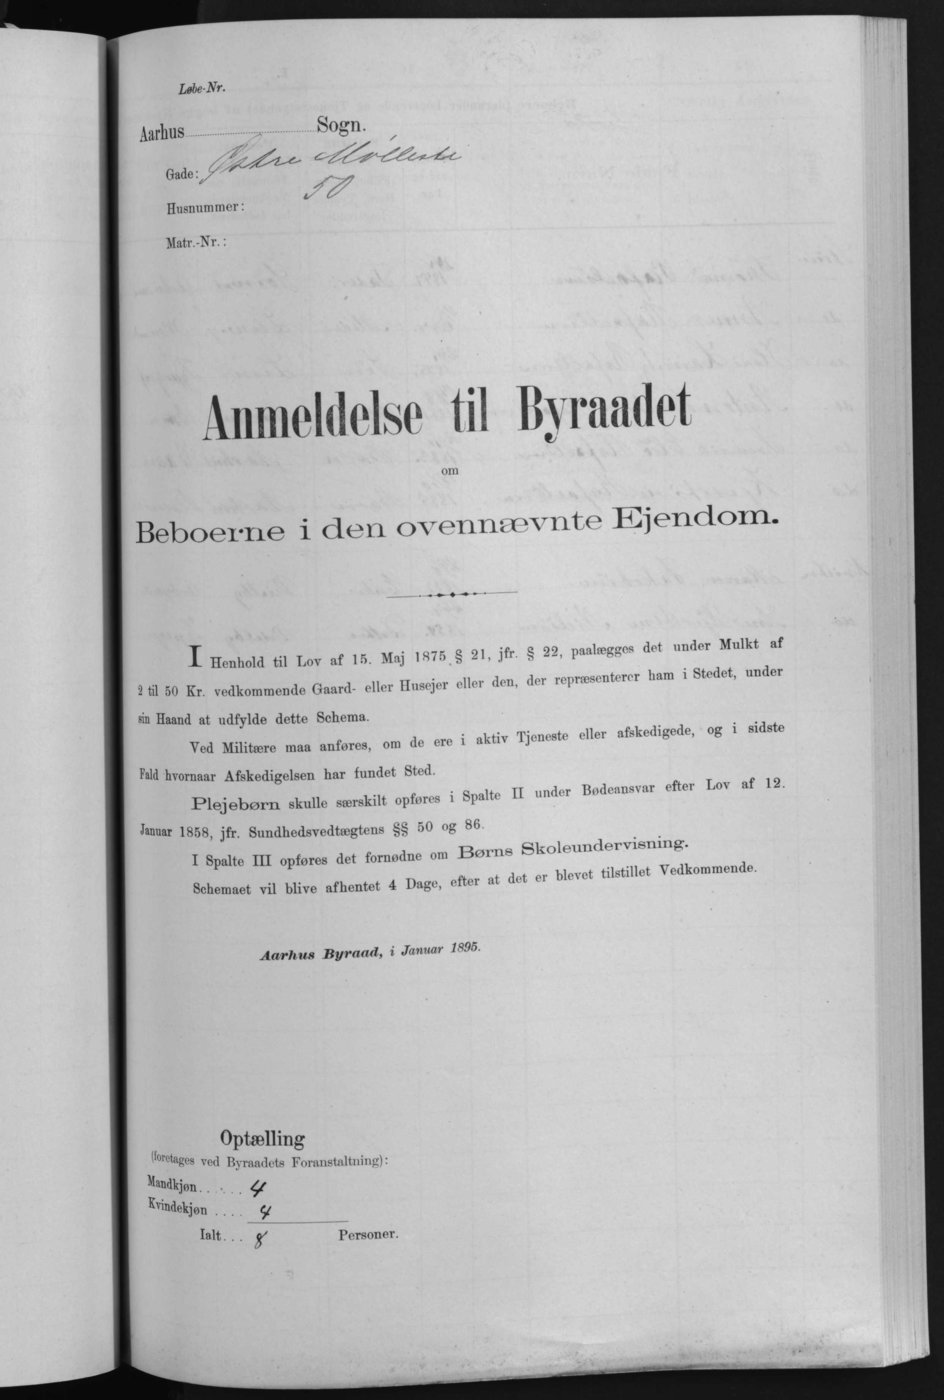 Løbe-Nr.
Aarhus Sogn.
Gade: Østre Møllesti
Husnummer: 50
Matr.-Nr.:
Anmeldelse til Byraadet
om
Beboerne i den ovennævnte Ejendom.
I Henhold til Lov af 15. Maj 1875 § 21, jfr. § 22, paalægges det under Mulkt af
2 til 50 Kr. vedkommende Gaard- eller Husejer eller den, der repræsenterer ham i Stedet, under
sin Haand at udfylde dette Schema.
Ved Militære maa anføres, om de ere i aktiv Tjeneste eller afskedigede, og i sidste
Fald hvornaar Afskedigelsen har fundet Sted.
Plejebørn skulle særskilt opføres i Spalte II under Bødeansvar efter Lov af 12.
Januar 1858, jfr. Sundhedsvedtægtens §§ 50 og 86.
I Spalte III opføres det fornødne om Børns Skoleundervisning.
Schemaet vil blive afhentet 4 Dage, efter at det er blevet tilstillet Vedkommende.
Aarhus Byraad, i Januar 1895.
Optælling
(foretages ved Byraadets Foranstaltning):
Mandkjøn...... 4
Kvindekjøn .... 4
Ialt... 8 Personer.